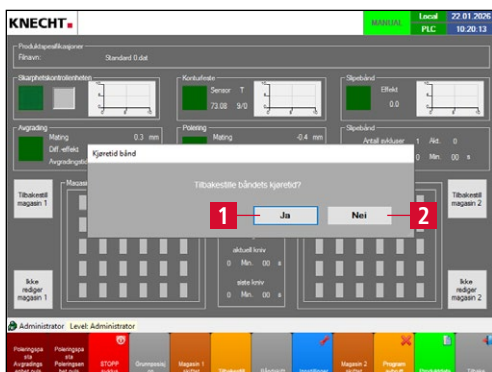 KNECHT
MANUAL
Local
22.01.2026
PLC
10:20:13
Produktspesifikasjoner
Filnavn: Standard 0.dat
Skarphetskontrollenheten
Konturfeste
Slipebånd
Sensor T
73.08 9/0
Effekt
0.0
Avgrading
Polering
Slipebånd
Mating 0.3 mm
Mating -0.4 mm
Diff.-effekt
1 Akt. 0
0 Min. 00 s
Kjøretid bånd
Tilbakestille båndets kjøretid?
1 Ja Nei 2
Tilbakestill magasin 1
Tilbakestill magasin 2
aktuell kniv
0 Min. 00 s
siste kniv
0 Min. 00 s
Ikke rediger magasin 1
Ikke rediger magasin 2
Administrator Level: Administrator
STOPP
Magasin 1
Magasin 2
Program